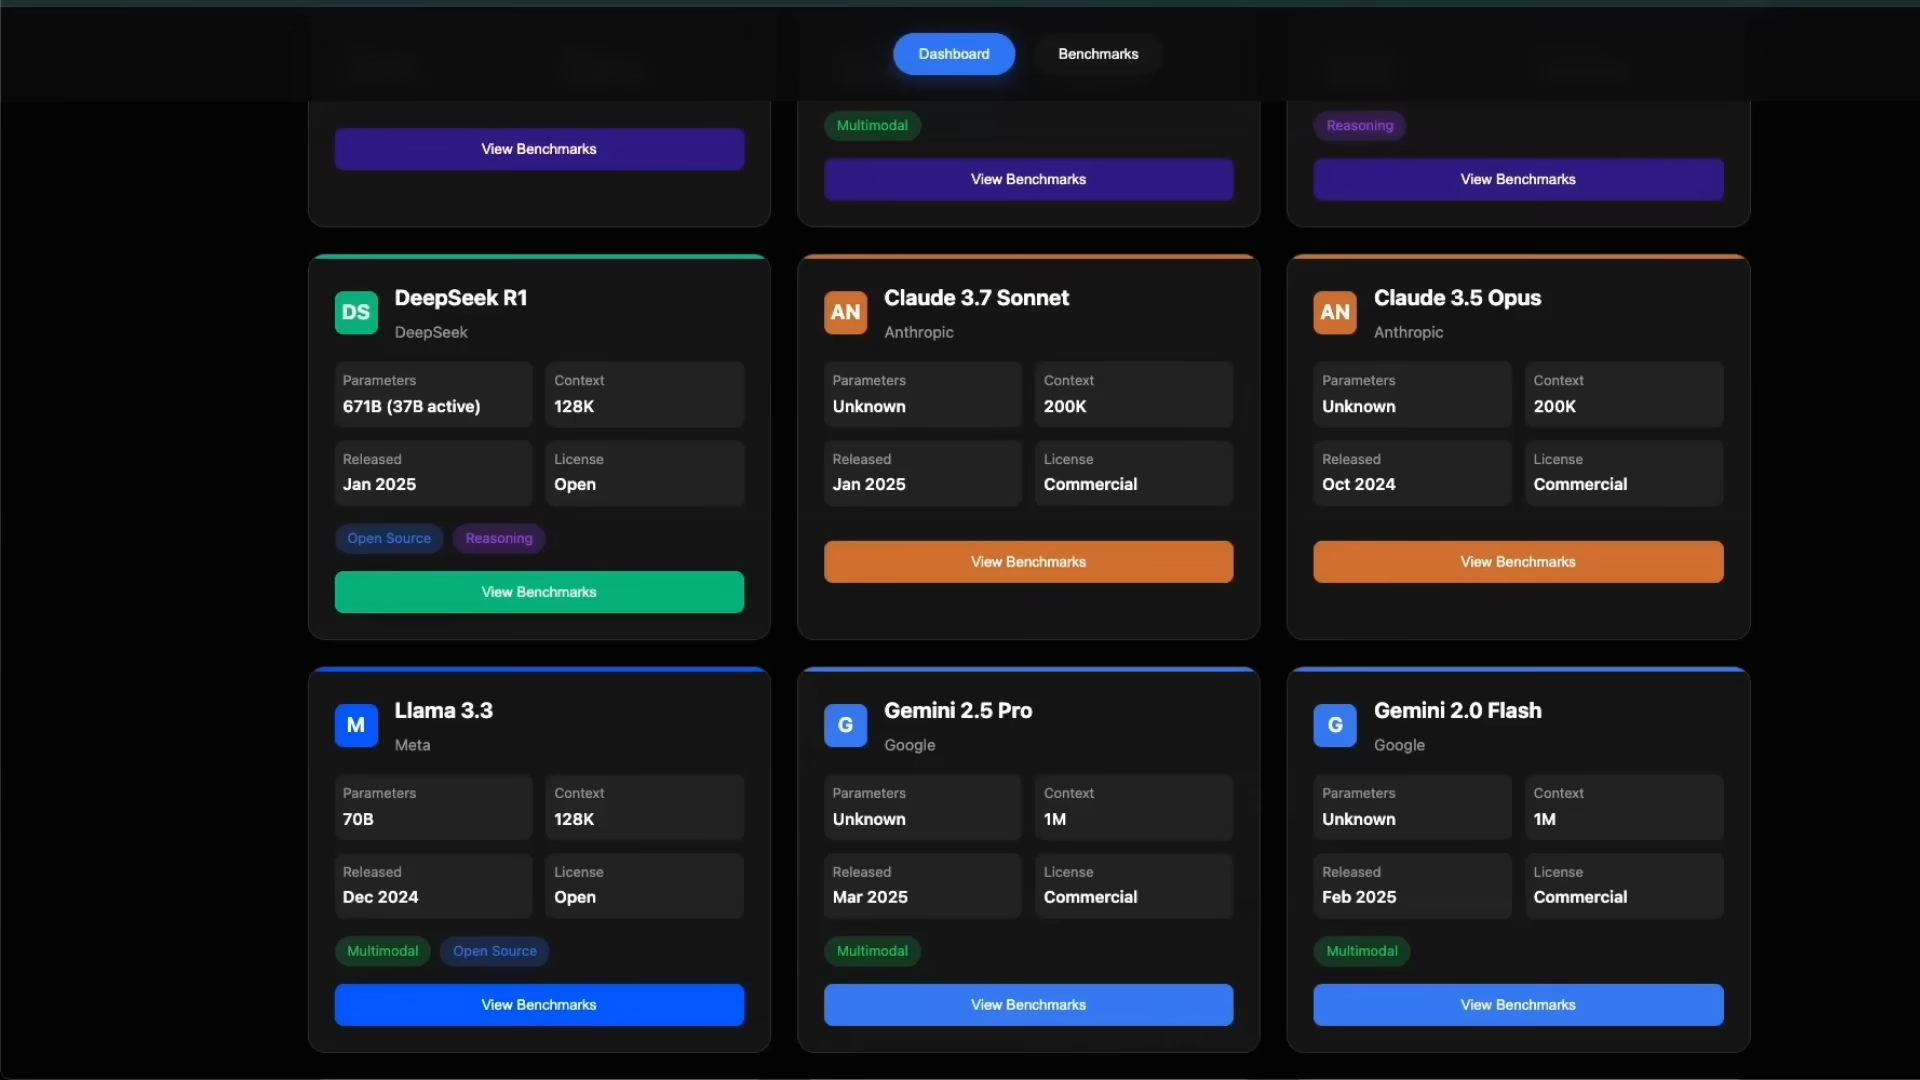 Dashboard
Benchmarks
View Benchmarks
Multimodal
View Benchmarks
Reasoning
View Benchmarks
DS
DeepSeek R1
DeepSeek
Parameters
671B (37B active)
Context
128K
Released
Jan 2025
License
Open
Open Source
Reasoning
View Benchmarks
AN
Claude 3.7 Sonnet
Anthropic
Parameters
Unknown
Context
200K
Released
Jan 2025
License
Commercial
View Benchmarks
AN
Claude 3.5 Opus
Anthropic
Parameters
Unknown
Context
200K
Released
Oct 2024
License
Commercial
View Benchmarks
M
Llama 3.3
Meta
Parameters
70B
Context
128K
Released
Dec 2024
License
Open
Multimodal
Open Source
View Benchmarks
G
Gemini 2.5 Pro
Google
Parameters
Unknown
Context
1M
Released
Mar 2025
License
Commercial
Multimodal
View Benchmarks
G
Gemini 2.0 Flash
Google
Parameters
Unknown
Context
1M
Released
Feb 2025
License
Commercial
Multimodal
View Benchmarks